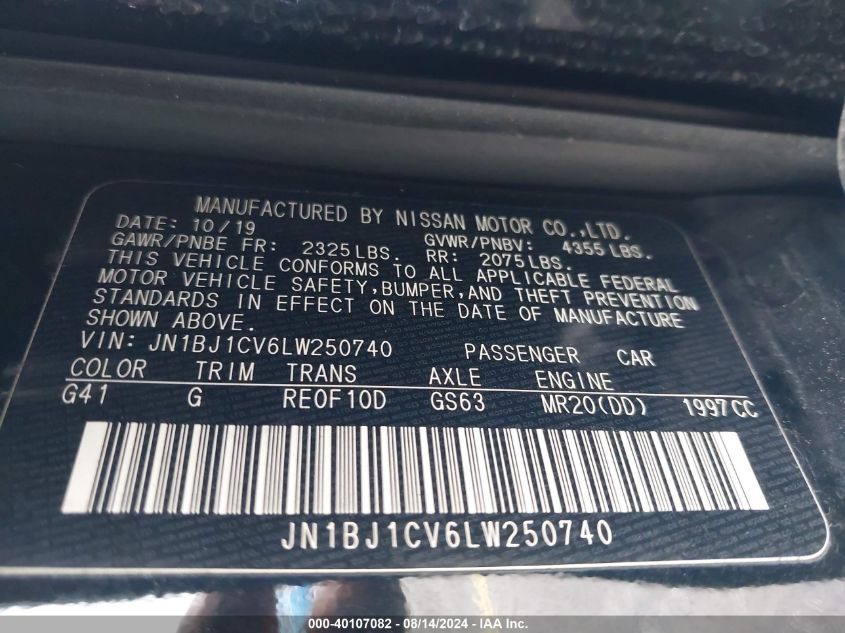 MANUFACTURED BY NISSAN MOTOR CO.,LTD.
DATE: 10/19 GVWR/PNBV: 4355 LBS.
GAWR/PNBE FR: 2325 LBS. RR: 2075 LBS.
THIS VEHICLE CONFORMS TO ALL APPLICABLE FEDERAL
MOTOR VEHICLE SAFETY,BUMPER,AND THEFT PREVENTION
STANDARDS IN EFFECT ON THE DATE OF MANUFACTURE
SHOWN ABOVE.
VIN: JN1BJ1CV6LW250740 PASSENGER CAR
COLOR TRIM TRANS AXLE ENGINE
G41 G RE0F10D GS63 MR20(DD) 1997CC
JN1BJ1CV6LW250740
000-40107082 - 08/14/2024 - IAA Inc.